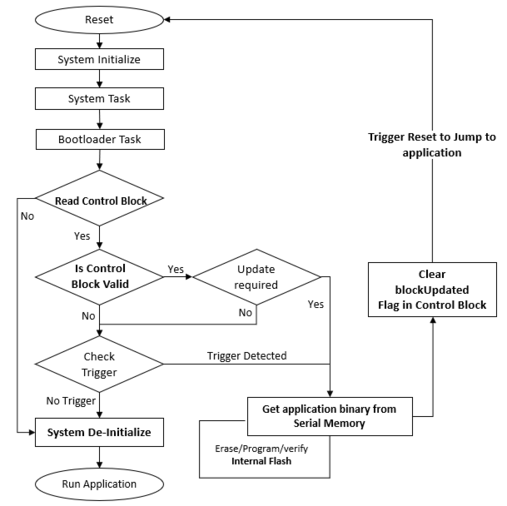 Reset
System Initialize
System Task
Bootloader Task
Read Control Block
No
Yes
Is Control
Block Valid
Yes
Update
required
No
No
Yes
Check
Trigger
Trigger Detected
No Trigger
System De-Initialize
Run Application
Get application binary from
Serial Memory
Erase/Program/verify
Internal Flash
Clear
blockUpdated
Flag in Control Block
Trigger Reset to Jump to
application